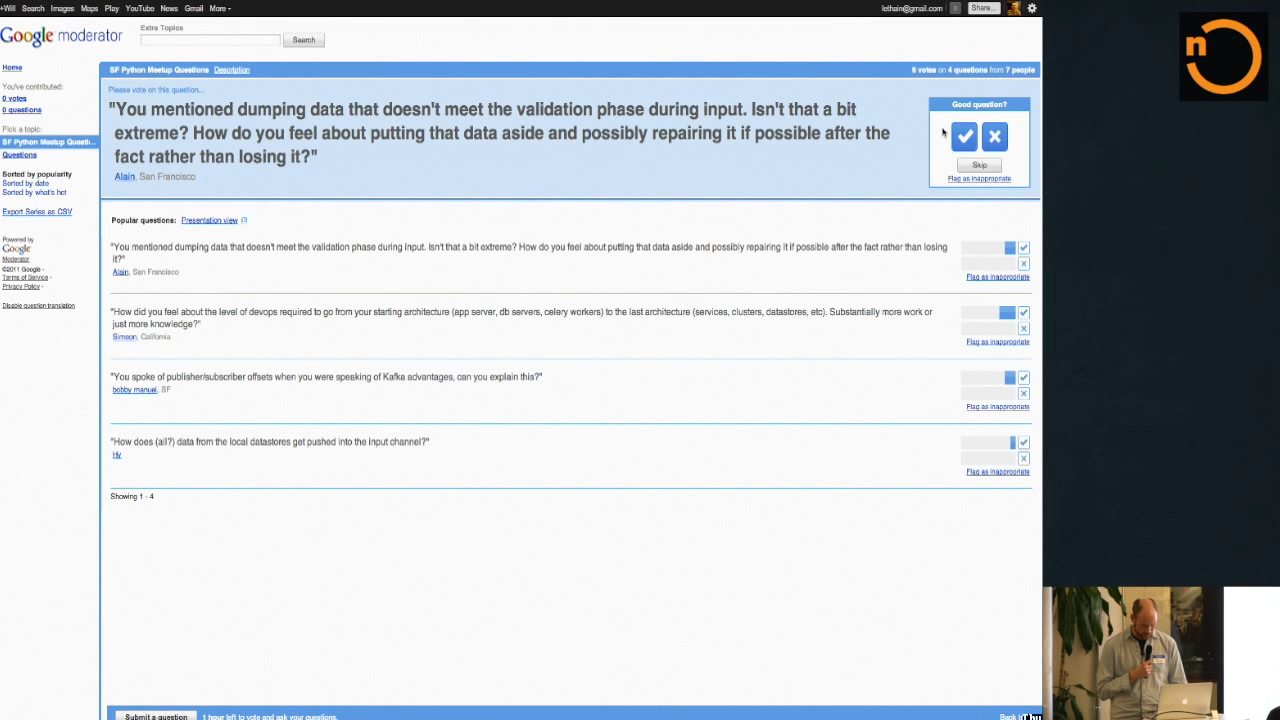 +Will Search Images Maps Play YouTube News Gmail More
lothain@gmail.com Share...
Google moderator
Extra Topics
Search
Home
You've contributed:
0 votes
0 questions
Pick a topic:
SF Python Meetup Questi...
Questions
Sorted by popularity
Sorted by date
Sorted by what's hot
Export Series as CSV
Powered by
Google
Moderator
©2011 Google -
Terms of Service -
Privacy Policy -
Disable question translation
SF Python Meetup Questions Description
9 votes on 4 questions from 7 people
Please vote on this question...
"You mentioned dumping data that doesn't meet the validation phase during input. Isn't that a bit
extreme? How do you feel about putting that data aside and possibly repairing it if possible after the
fact rather than losing it?"
Alain, San Francisco
Good question?
Skip
Flag as inappropriate
Popular questions: Presentation view
"You mentioned dumping data that doesn't meet the validation phase during input. Isn't that a bit extreme? How do you feel about putting that data aside and possibly repairing it if possible after the fact rather than losing
it?"
Alain, San Francisco
Flag as inappropriate
"How did you feel about the level of devops required to go from your starting architecture (app server, db servers, celery workers) to the last architecture (services, clusters, datastores, etc). Substantially more work or
just more knowledge?"
Simeon, California
Flag as inappropriate
"You spoke of publisher/subscriber offsets when you were speaking of Kafka advantages, can you explain this?"
bobby manuel, SF
Flag as inappropriate
"How does (all?) data from the local datastores get pushed into the input channel?"
Hy
Flag as inappropriate
Showing 1 - 4
Submit a question 1 hour left to vote and ask your questions.
Back
n